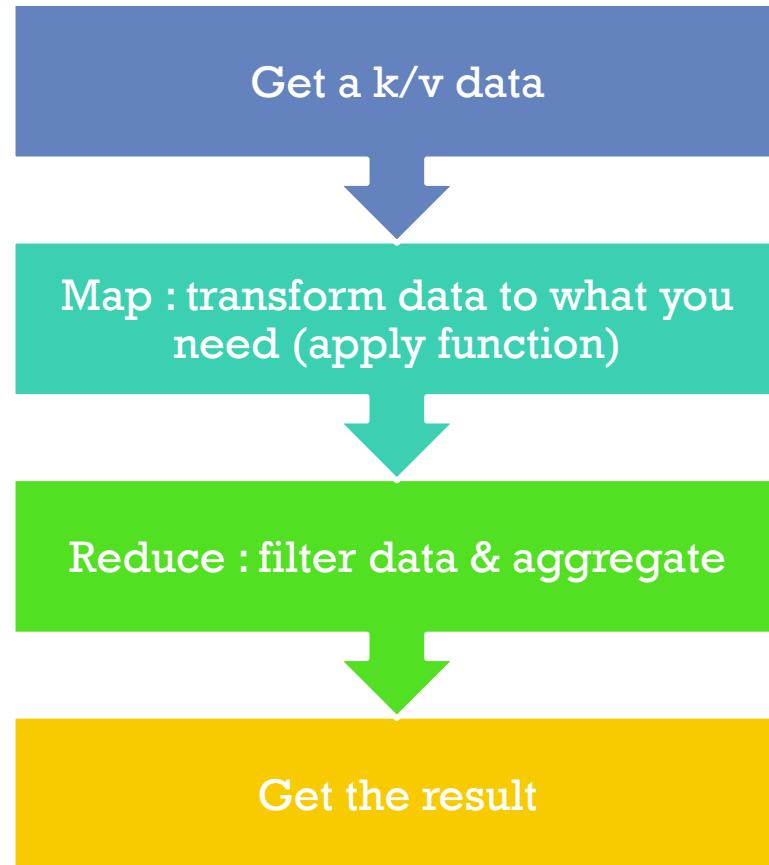 Get a k/v data
Map : transform data to what you
need (apply function)
Reduce : filter data & aggregate
Get the result